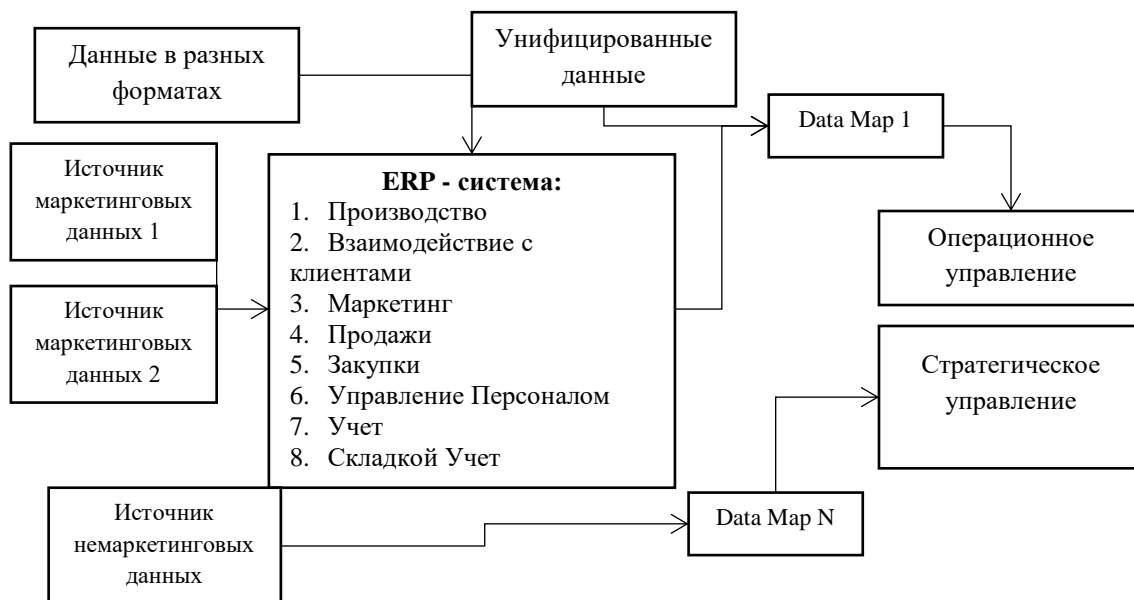 Данные в разных
форматах
Унифицированные
данные
Data Map 1
Источник
маркетинговых
данных 1
ERP - система:
1. Производство
2. Взаимодействие с
клиентами
3. Маркетинг
4. Продажи
5. Закупки
6. Управление Персоналом
7. Учет
8. Складкой Учет
Операционное
управление
Источник
маркетинговых
данных 2
Стратегическое
управление
Источник
немаркетинговых
данных
Data Map N